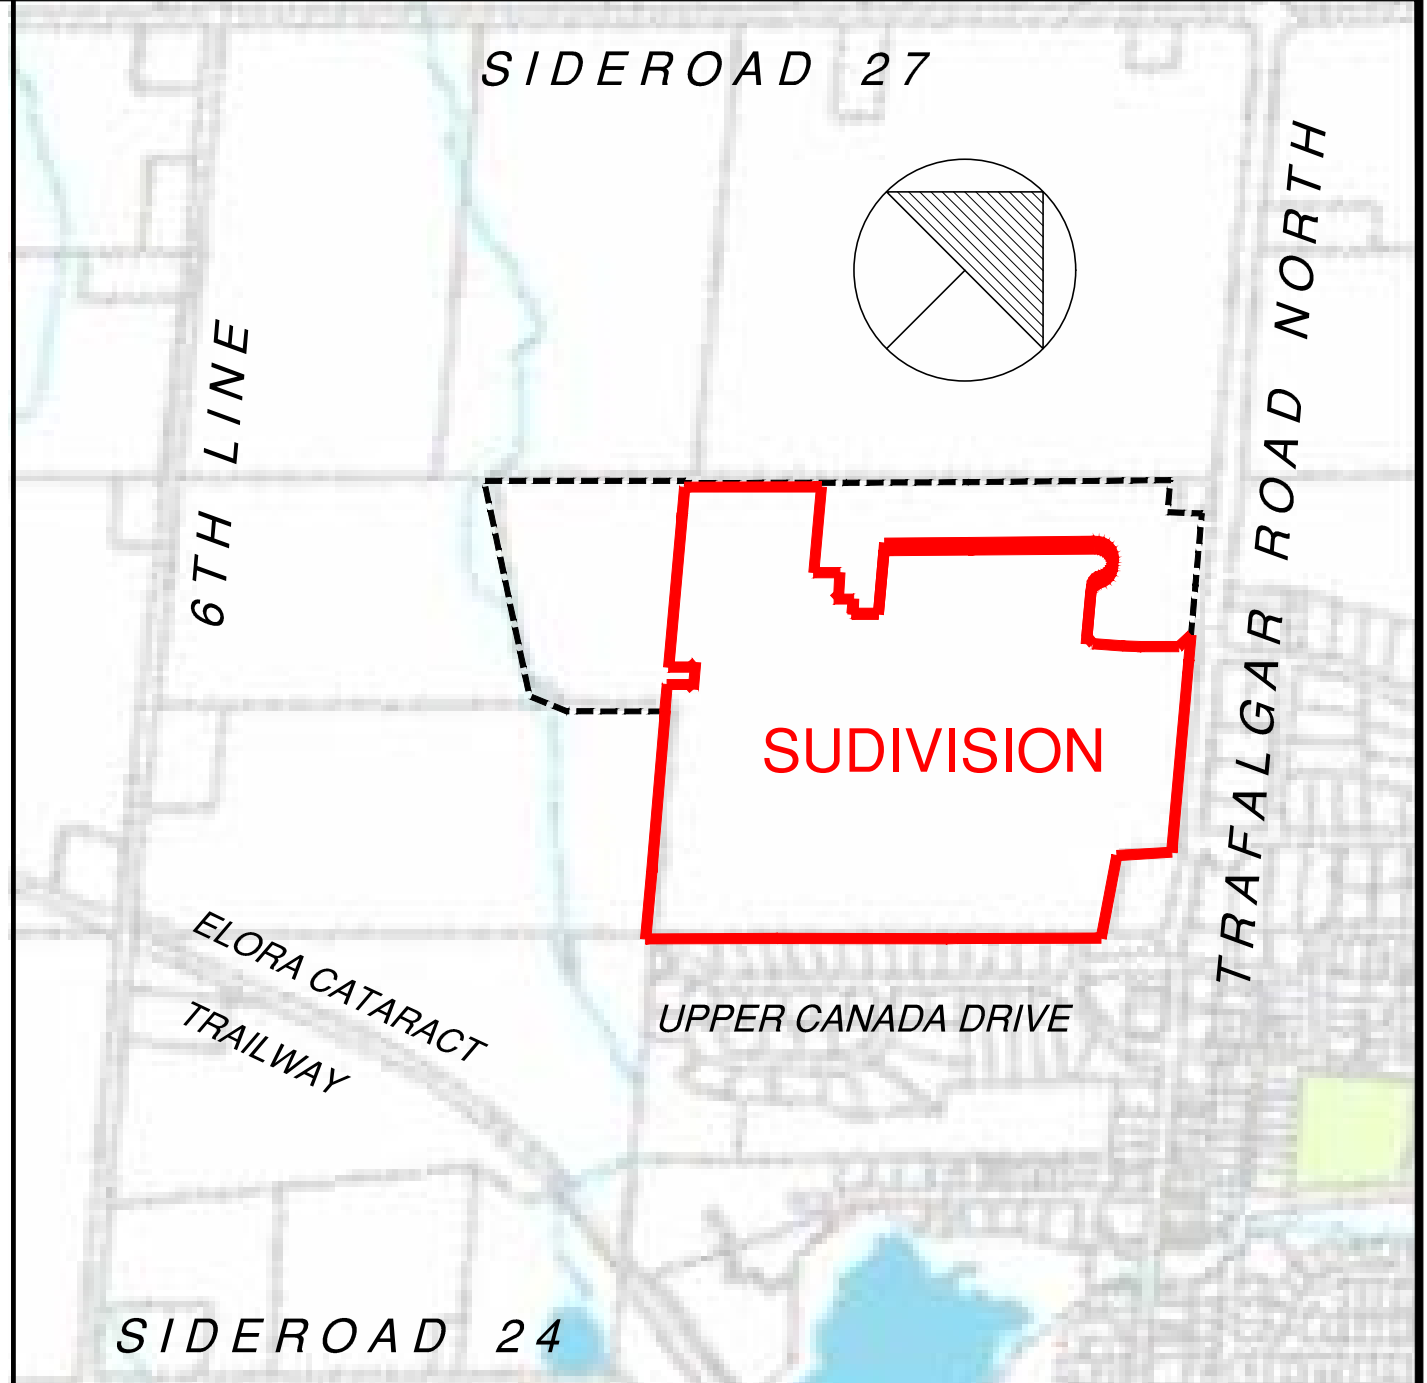 SIDEROAD 27
TRAFALGAR ROAD NORTH
6TH LINE
SUDIVISION
ELORA CATARACT
TRAILWAY
UPPER CANADA DRIVE
SIDEROAD 24